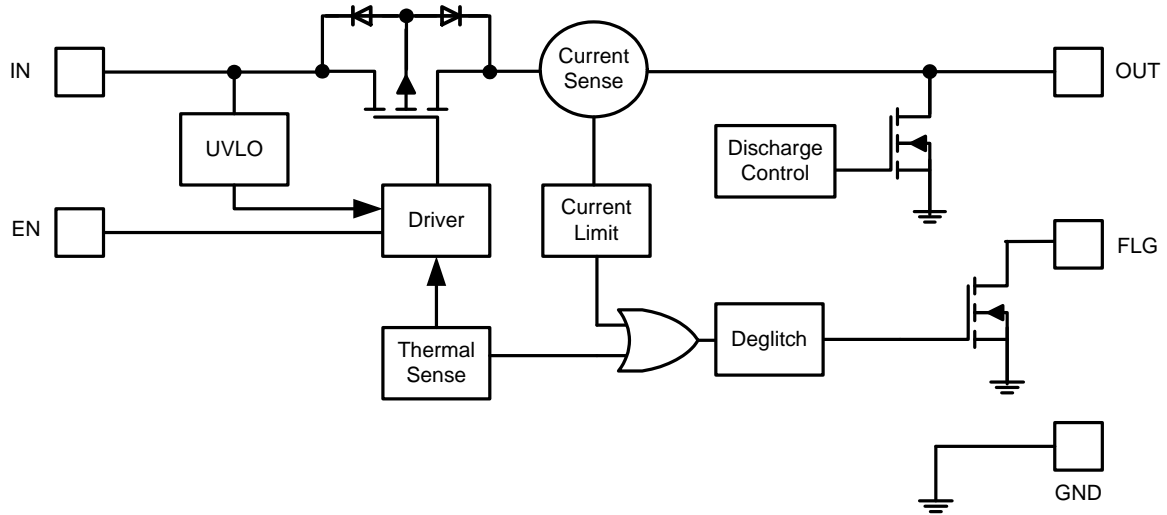 Current
Sense
IN
OUT
UVLO
Discharge
Control
EN
Driver
Current
Limit
FLG
Thermal
Sense
Deglitch
GND